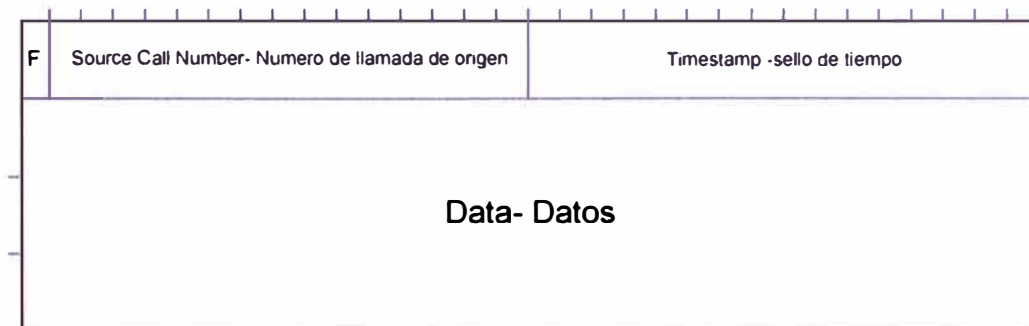 F
Source Call Number- Numero de llamada de origen
Timestamp -sello de tiempo
Data- Datos